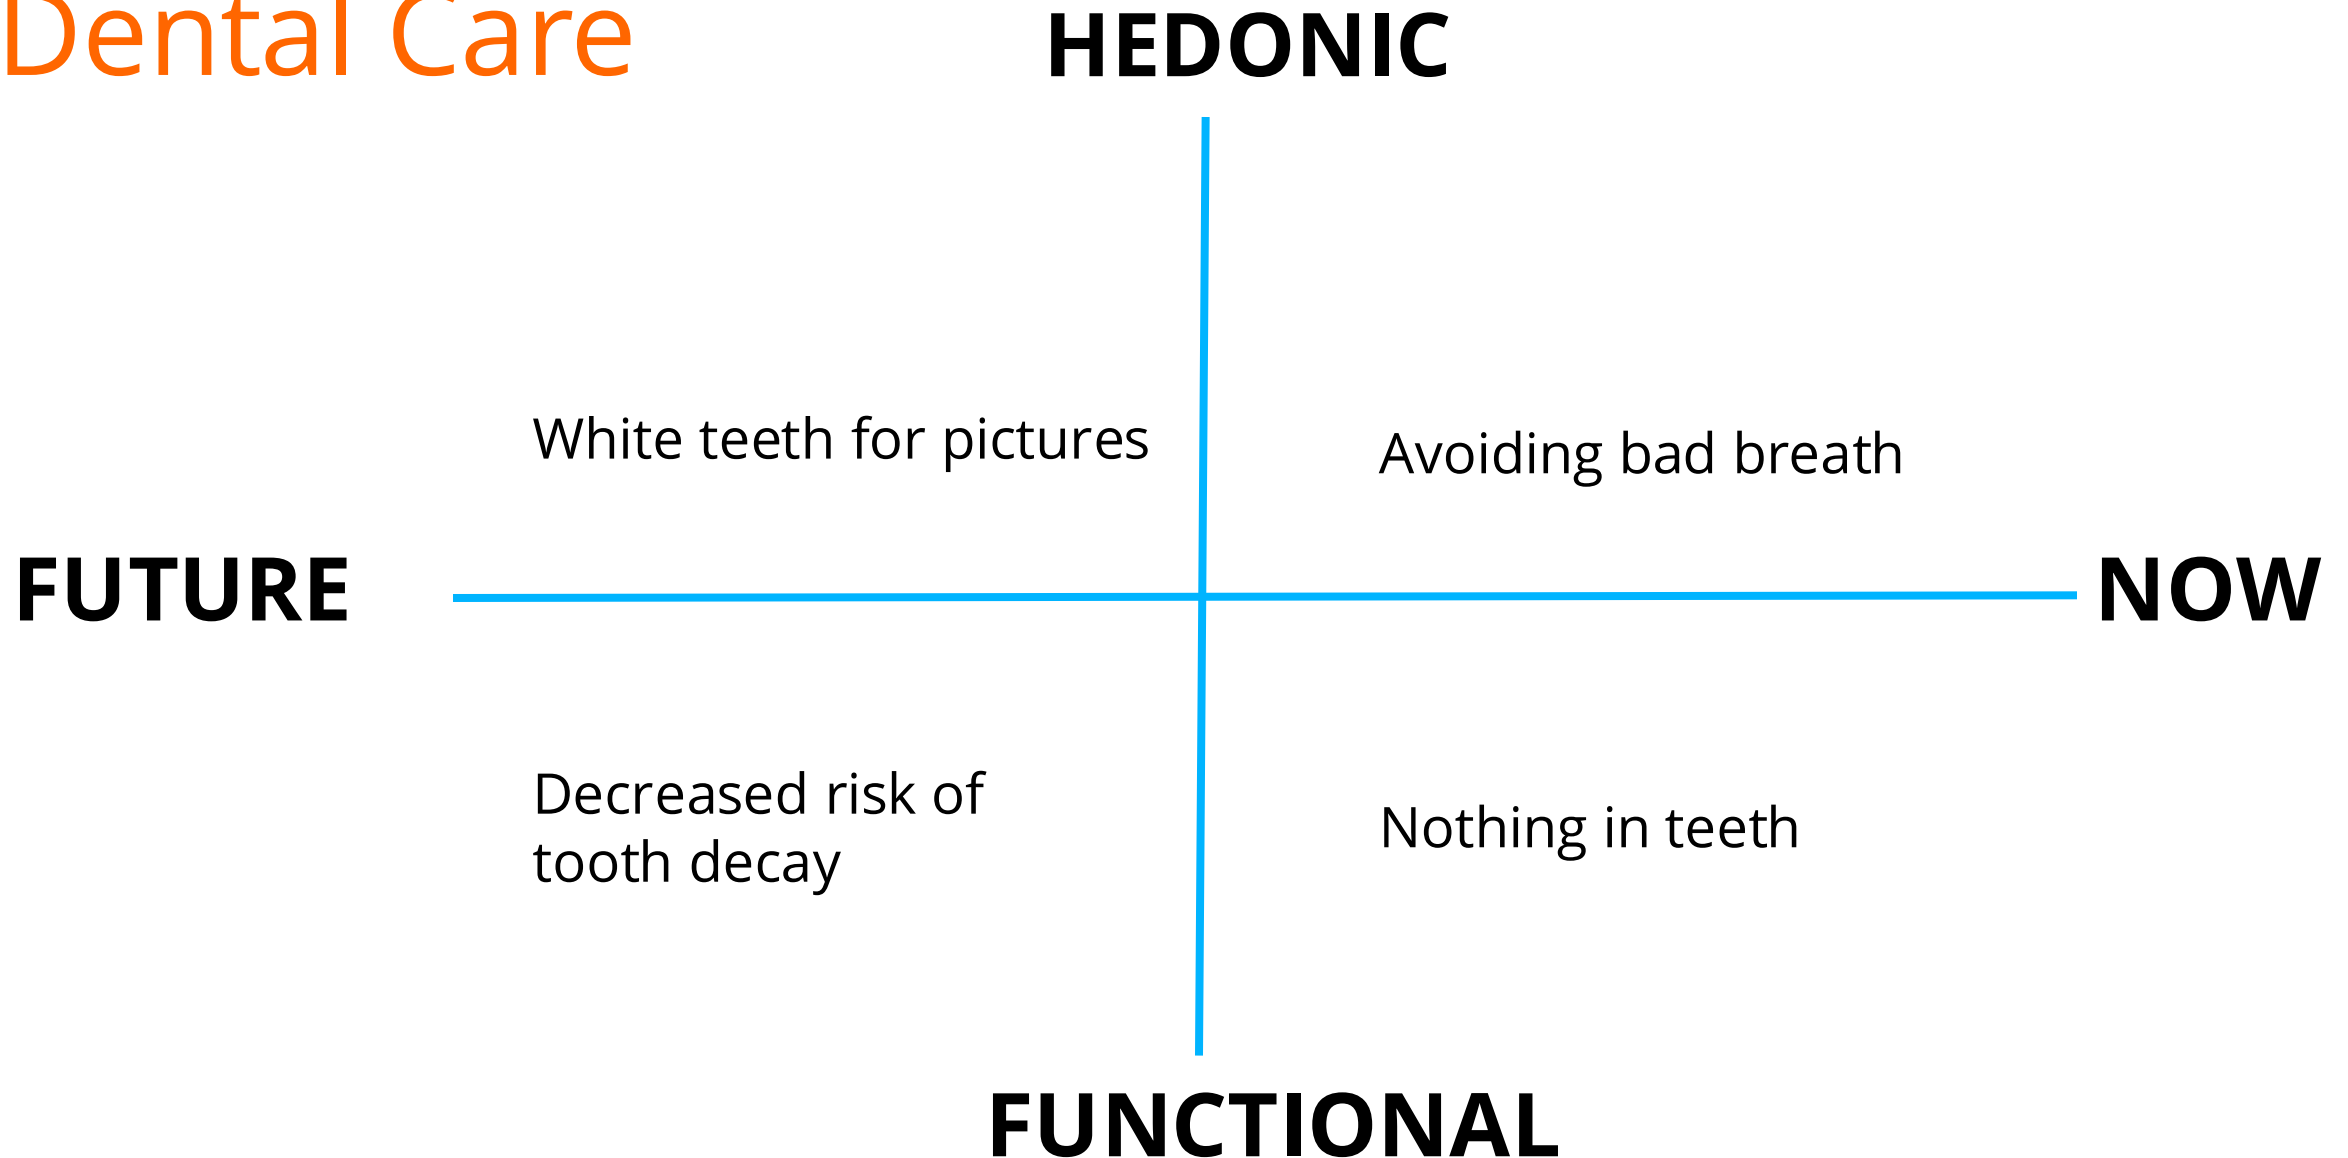 Dental Care
HEDONIC
White teeth for pictures
Avoiding bad breath
FUTURE
NOW
Decreased risk of
tooth decay
Nothing in teeth
FUNCTIONAL